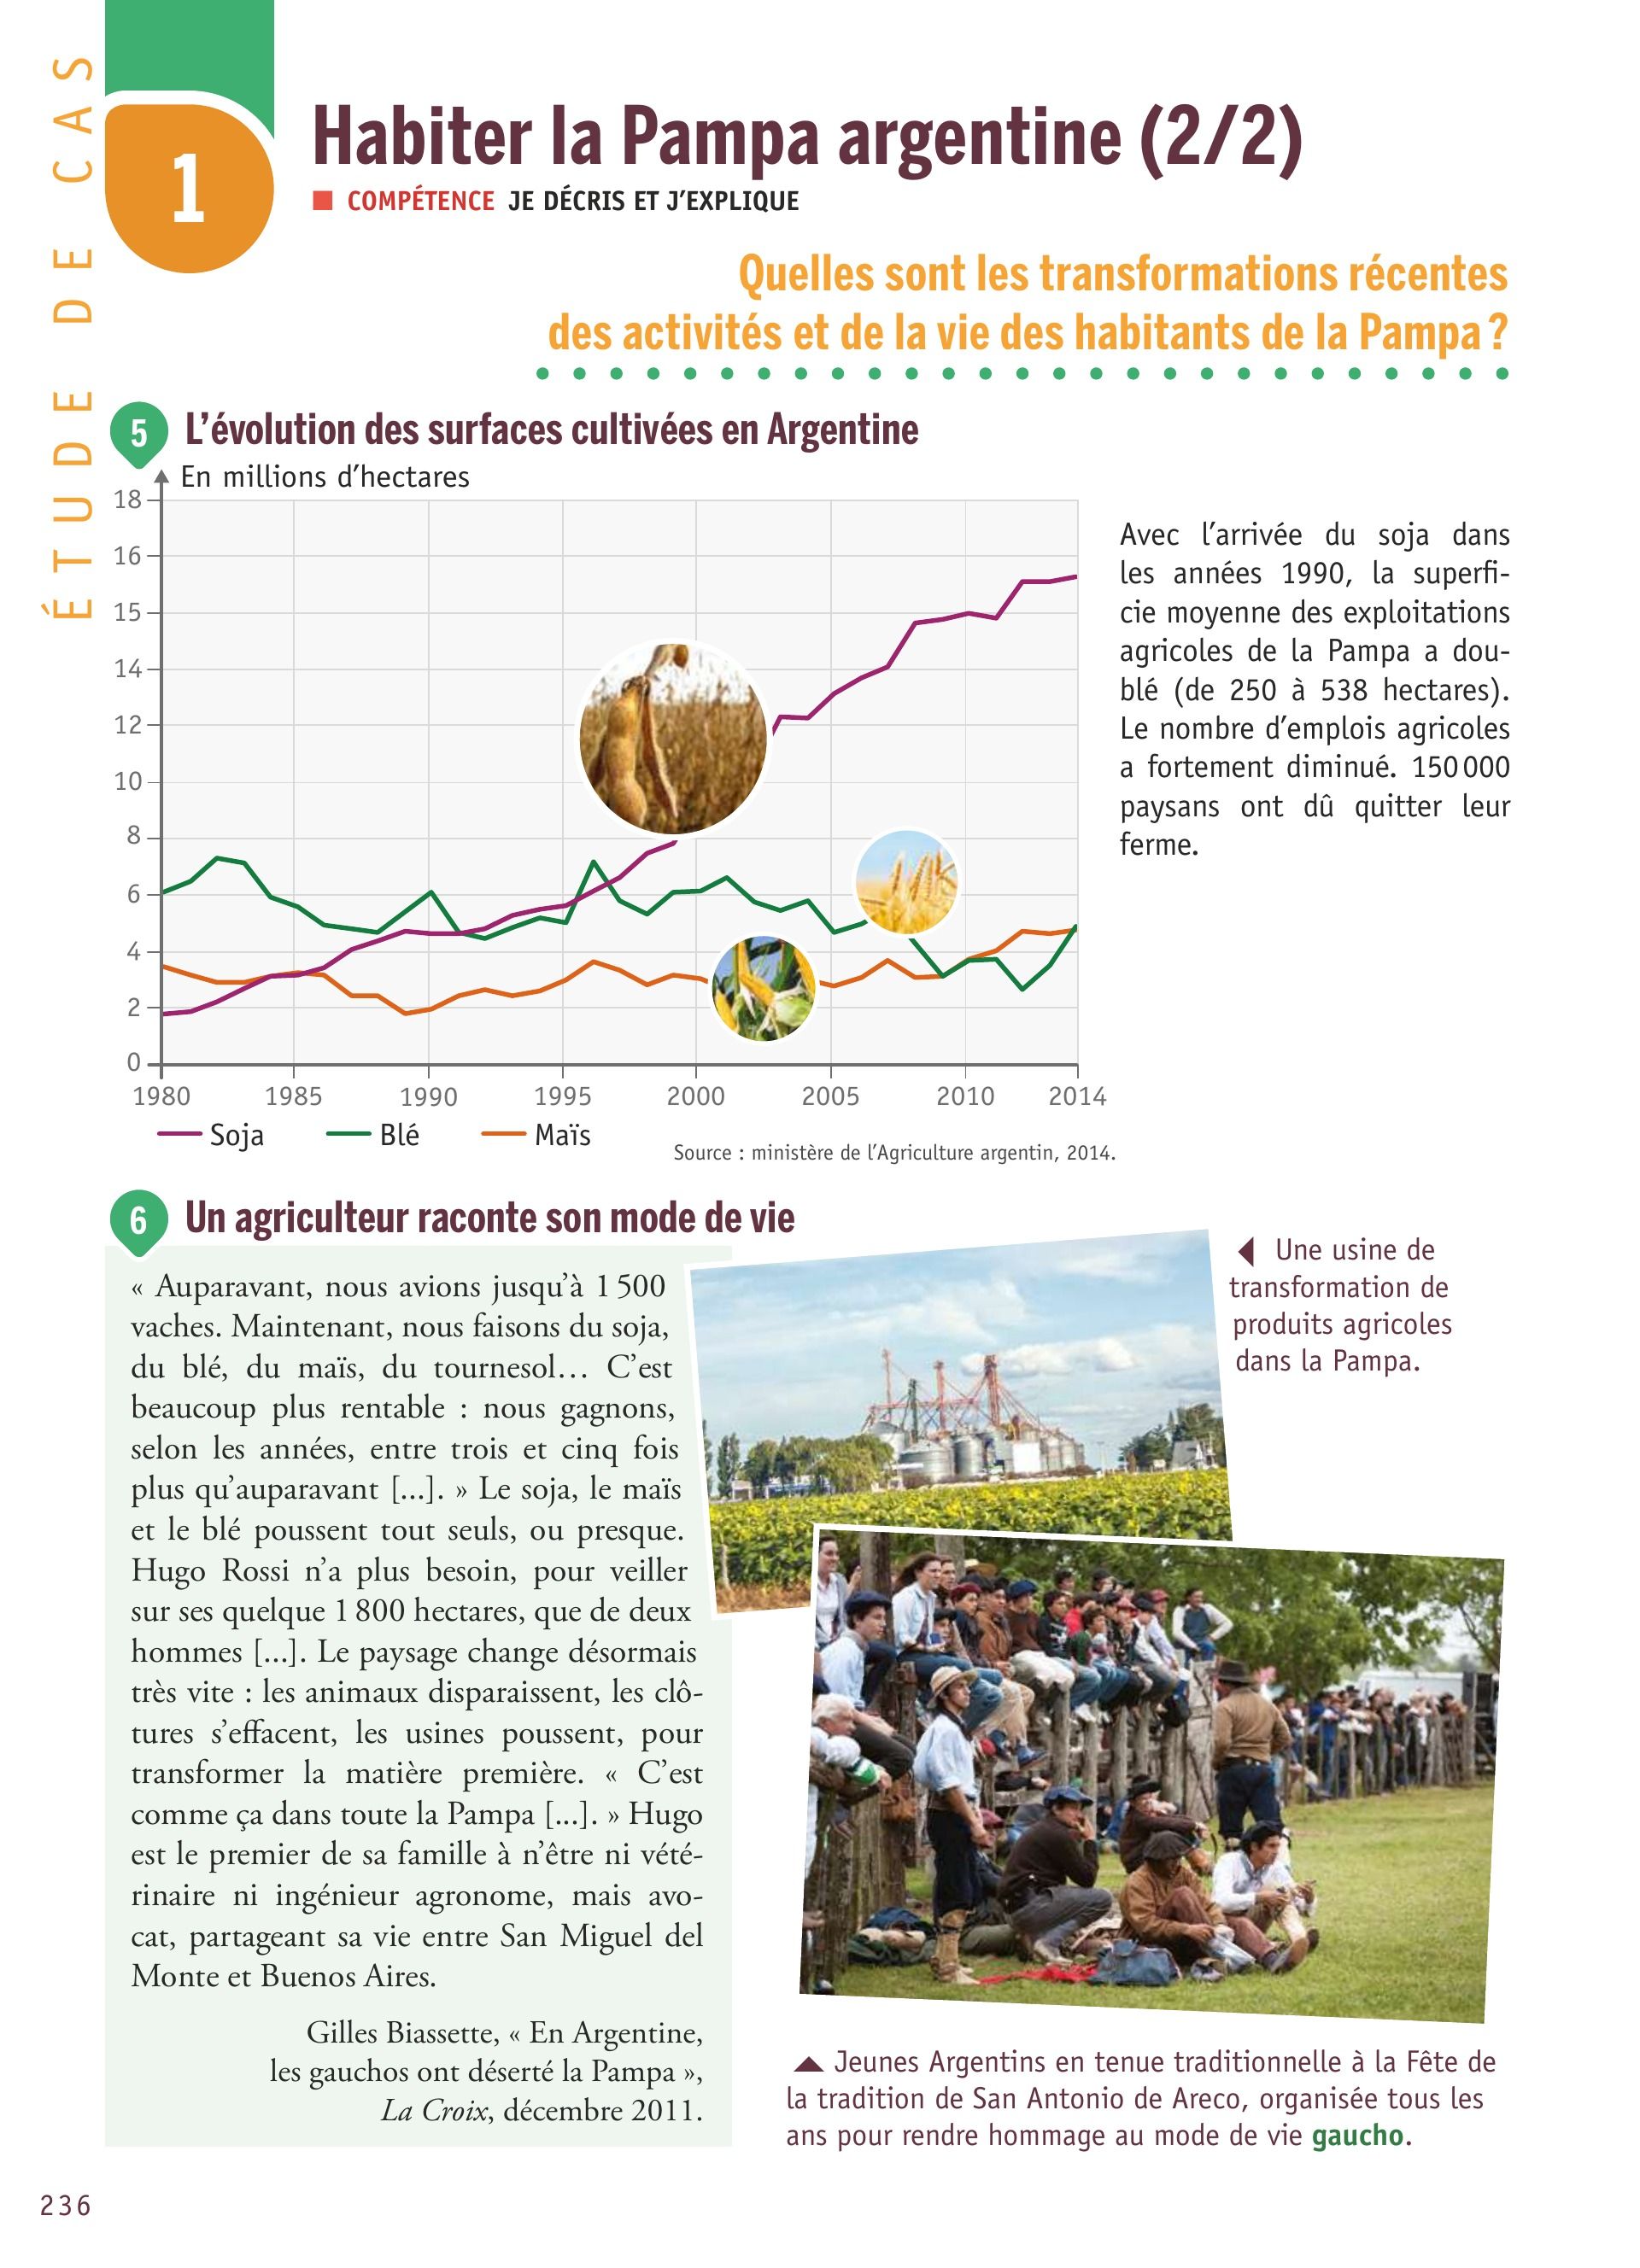 ÉTUDE DE CAS
1
Habiter la Pampa argentine (2/2)
COMPÉTENCE JE DÉCRIS ET J’EXPLIQUE
Quelles sont les transformations récentes
des activités et de la vie des habitants de la Pampa ?
5 L’évolution des surfaces cultivées en Argentine
En millions d’hectares
18
16
15
14
12
10
8
6
4
2
0
1980 1985 1990 1995 2000 2005 2010 2014
Soja Blé Maïs
Source : ministère de l’Agriculture argentin, 2014.
Avec l’arrivée du soja dans
les années 1990, la superfi-
cie moyenne des exploitations
agricoles de la Pampa a dou-
blé (de 250 à 538 hectares).
Le nombre d’emplois agricoles
a fortement diminué. 150 000
paysans ont dû quitter leur
ferme.
6 Un agriculteur raconte son mode de vie
« Auparavant, nous avions jusqu’à 1 500
vaches. Maintenant, nous faisons du soja,
du blé, du maïs, du tournesol… C’est
beaucoup plus rentable : nous gagnons,
selon les années, entre trois et cinq fois
plus qu’auparavant [...]. » Le soja, le maïs
et le blé poussent tout seuls, ou presque.
Hugo Rossi n’a plus besoin, pour veiller
sur ses quelque 1 800 hectares, que de deux
hommes [...]. Le paysage change désormais
très vite : les animaux disparaissent, les clô-
tures s’effacent, les usines poussent, pour
transformer la matière première. « C’est
comme ça dans toute la Pampa [...]. » Hugo
est le premier de sa famille à n’être ni vété-
rinaire ni ingénieur agronome, mais avo-
cat, partageant sa vie entre San Miguel del
Monte et Buenos Aires.
Gilles Biassette, « En Argentine,
les gauchos ont déserté la Pampa »,
La Croix, décembre 2011.
Une usine de
transformation de
produits agricoles
dans la Pampa.
Jeunes Argentins en tenue traditionnelle à la Fête de
la tradition de San Antonio de Areco, organisée tous les
ans pour rendre hommage au mode de vie gaucho.
236